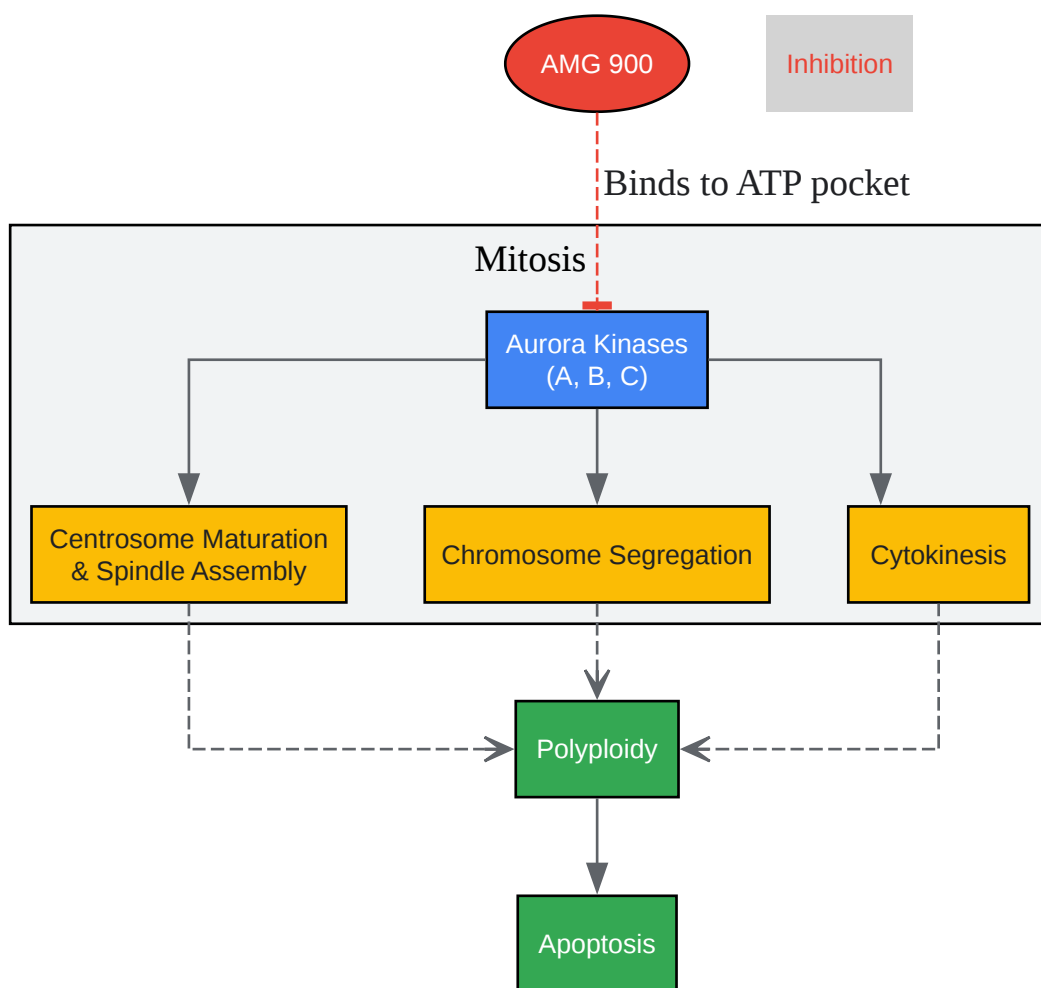 AMG 900
Inhibition
Binds to ATP pocket
Mitosis
Aurora Kinases
(A, B, C)
Centrosome Maturation
& Spindle Assembly
Chromosome Segregation
Cytokinesis
Polyploidy
Apoptosis